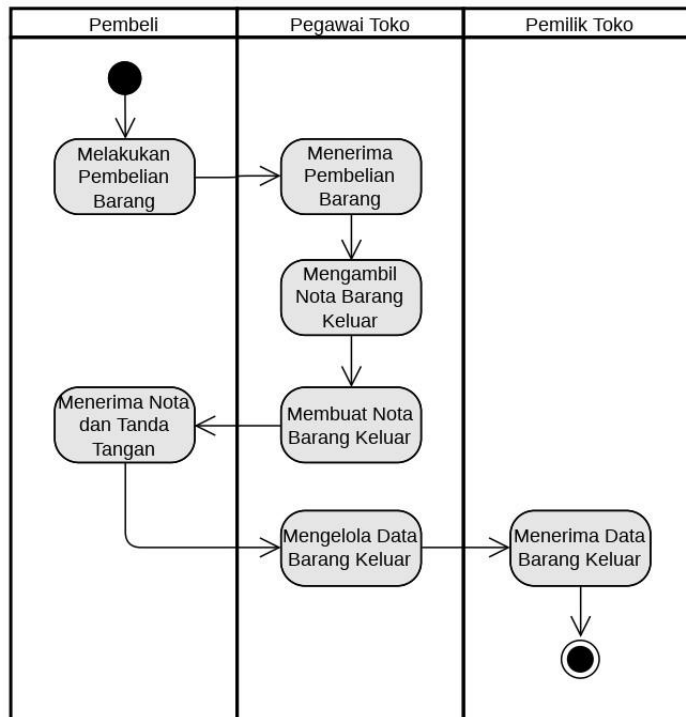 Pembeli
Pegawai Toko
Pemilik Toko
Melakukan
Pembelian
Barang
Menerima
Pembelian
Barang
Mengambil
Nota Barang
Keluar
Membuat Nota
Barang Keluar
Menerima Nota
dan Tanda
Tangan
Mengelola Data
Barang Keluar
Menerima Data
Barang Keluar